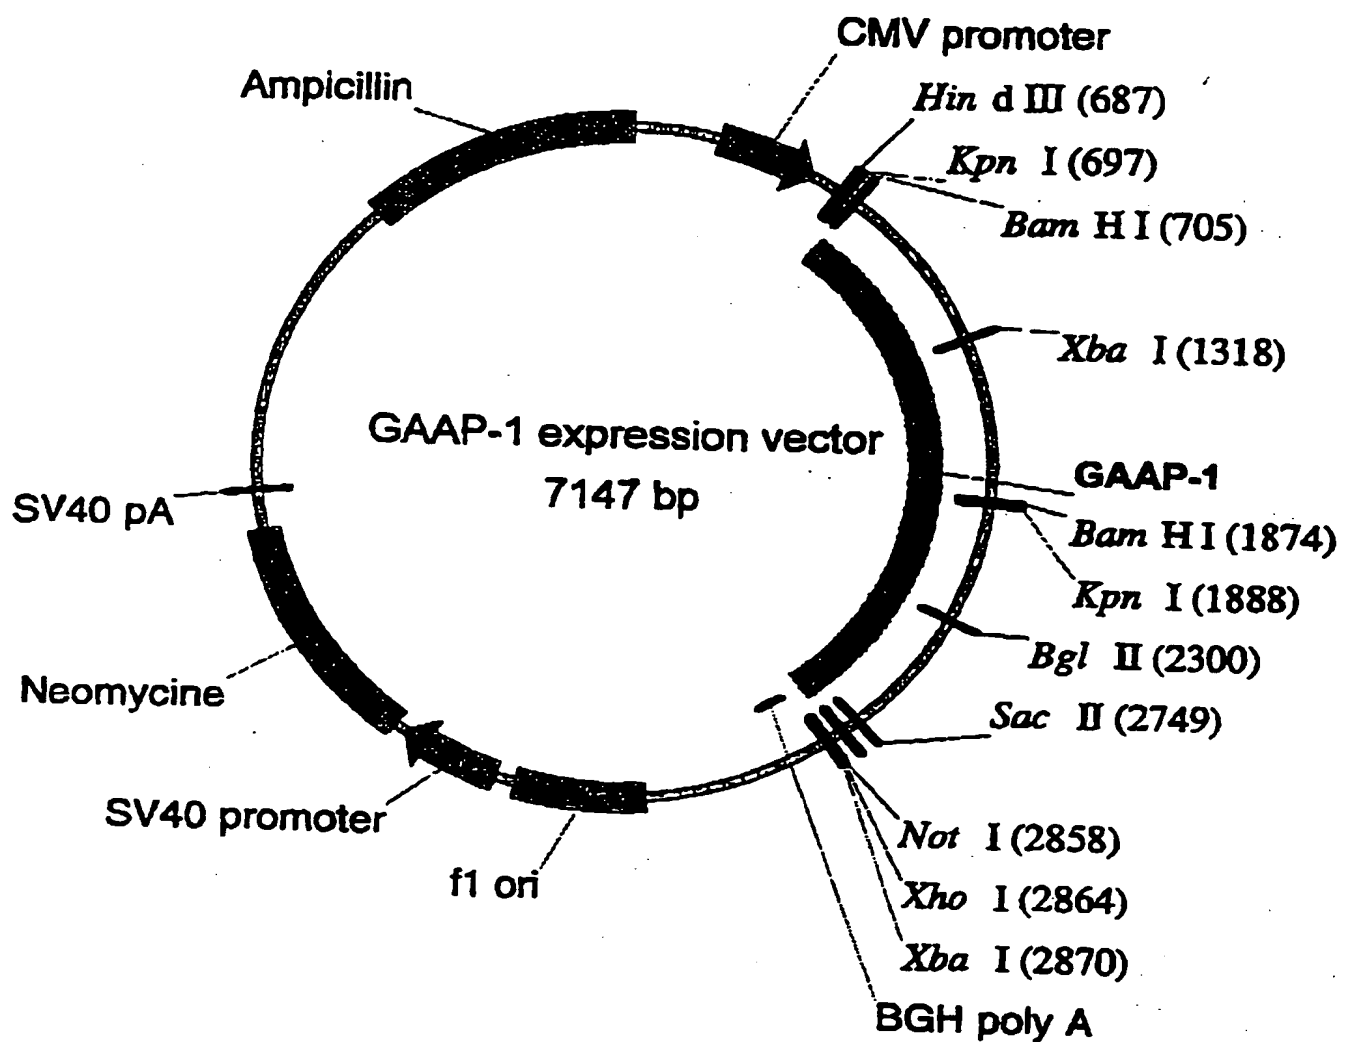 CMV promoter
Ampicillin
Hin d III (687)
Kpn I (697)
Bam H I (705)
Xba I (1318)
GAAP-1 expression vector
7147 bp
GAAP-1
SV40 pA
Bam H I (1874)
Kpn I (1888)
Bgl II (2300)
Neomycine
Sac II (2749)
SV40 promoter
Not I (2858)
f1 ori
Xho I (2864)
Xba I (2870)
BGH poly A